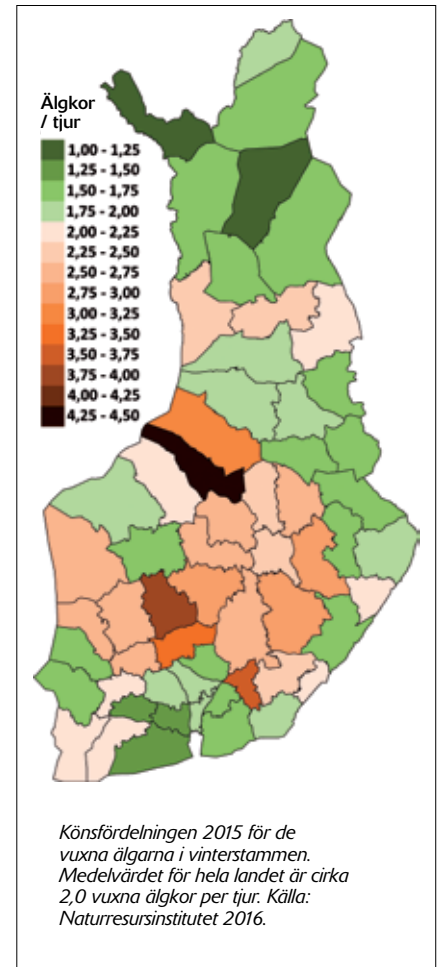 Älgkor
/ tjur
1,00 - 1,25
1,25 - 1,50
1,50 - 1,75
1,75 - 2,00
2,00 - 2,25
2,25 - 2,50
2,50 - 2,75
2,75 - 3,00
3,00 - 3,25
3,25 - 3,50
3,50 - 3,75
3,75 - 4,00
4,00 - 4,25
4,25 - 4,50
Könsfördelningen 2015 för de
vuxna älgarna i vinterstammen.
Medelvärdet för hela landet är cirka
2,0 vuxna älgkor per tjur. Källa:
Naturresursinstitutet 2016.